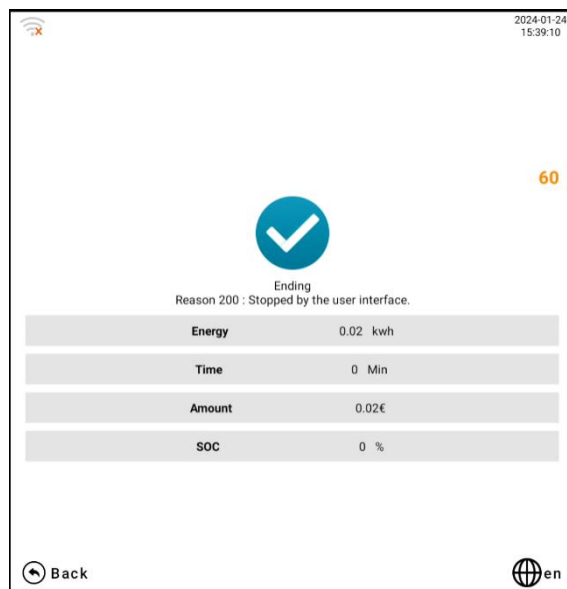 2024-01-24
15:39:10
60
Ending
Reason 200 : Stopped by the user interface.
Energy 0.02 kwh
Time 0 Min
Amount 0.02€
SOC 0 %
Back
en